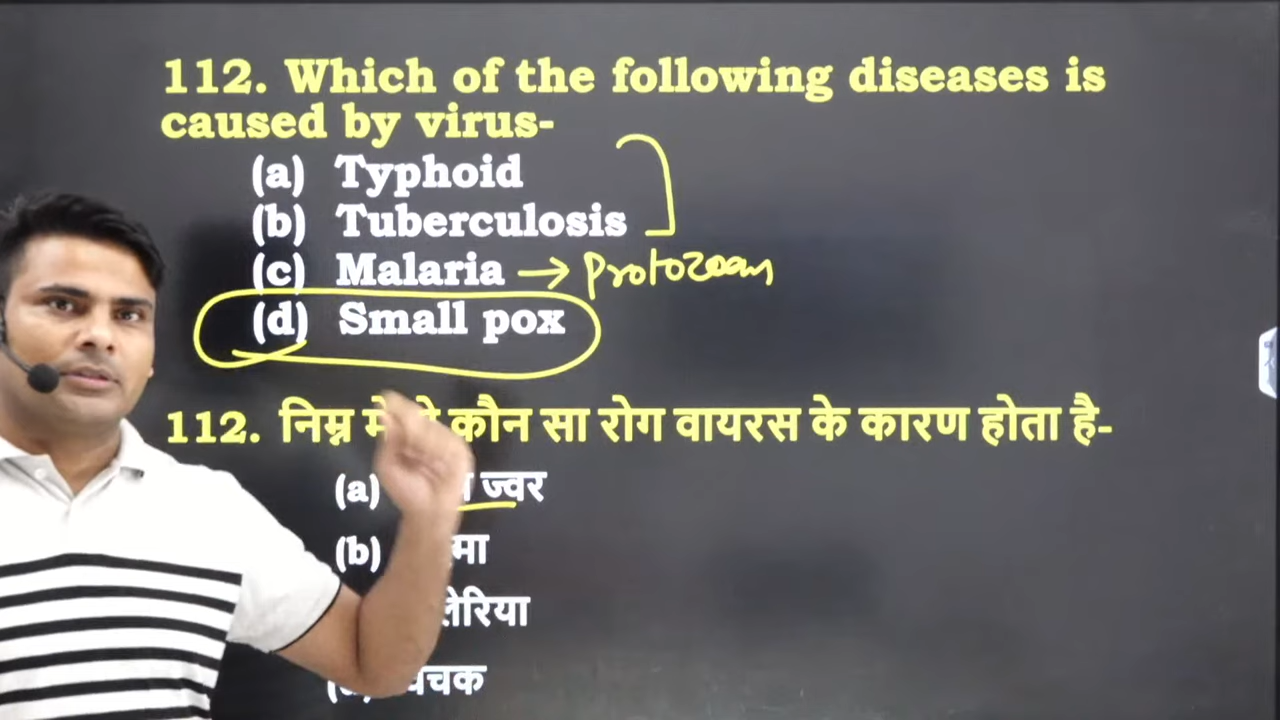 112. Which of the following diseases is
caused by virus-
(a) Typhoid
(b) Tuberculosis
(c) Malaria → Protozoan
(d) Small pox
112. निम्न कौन सा रोग वायरस के कारण होता है-
(a) ज्वर
(b)